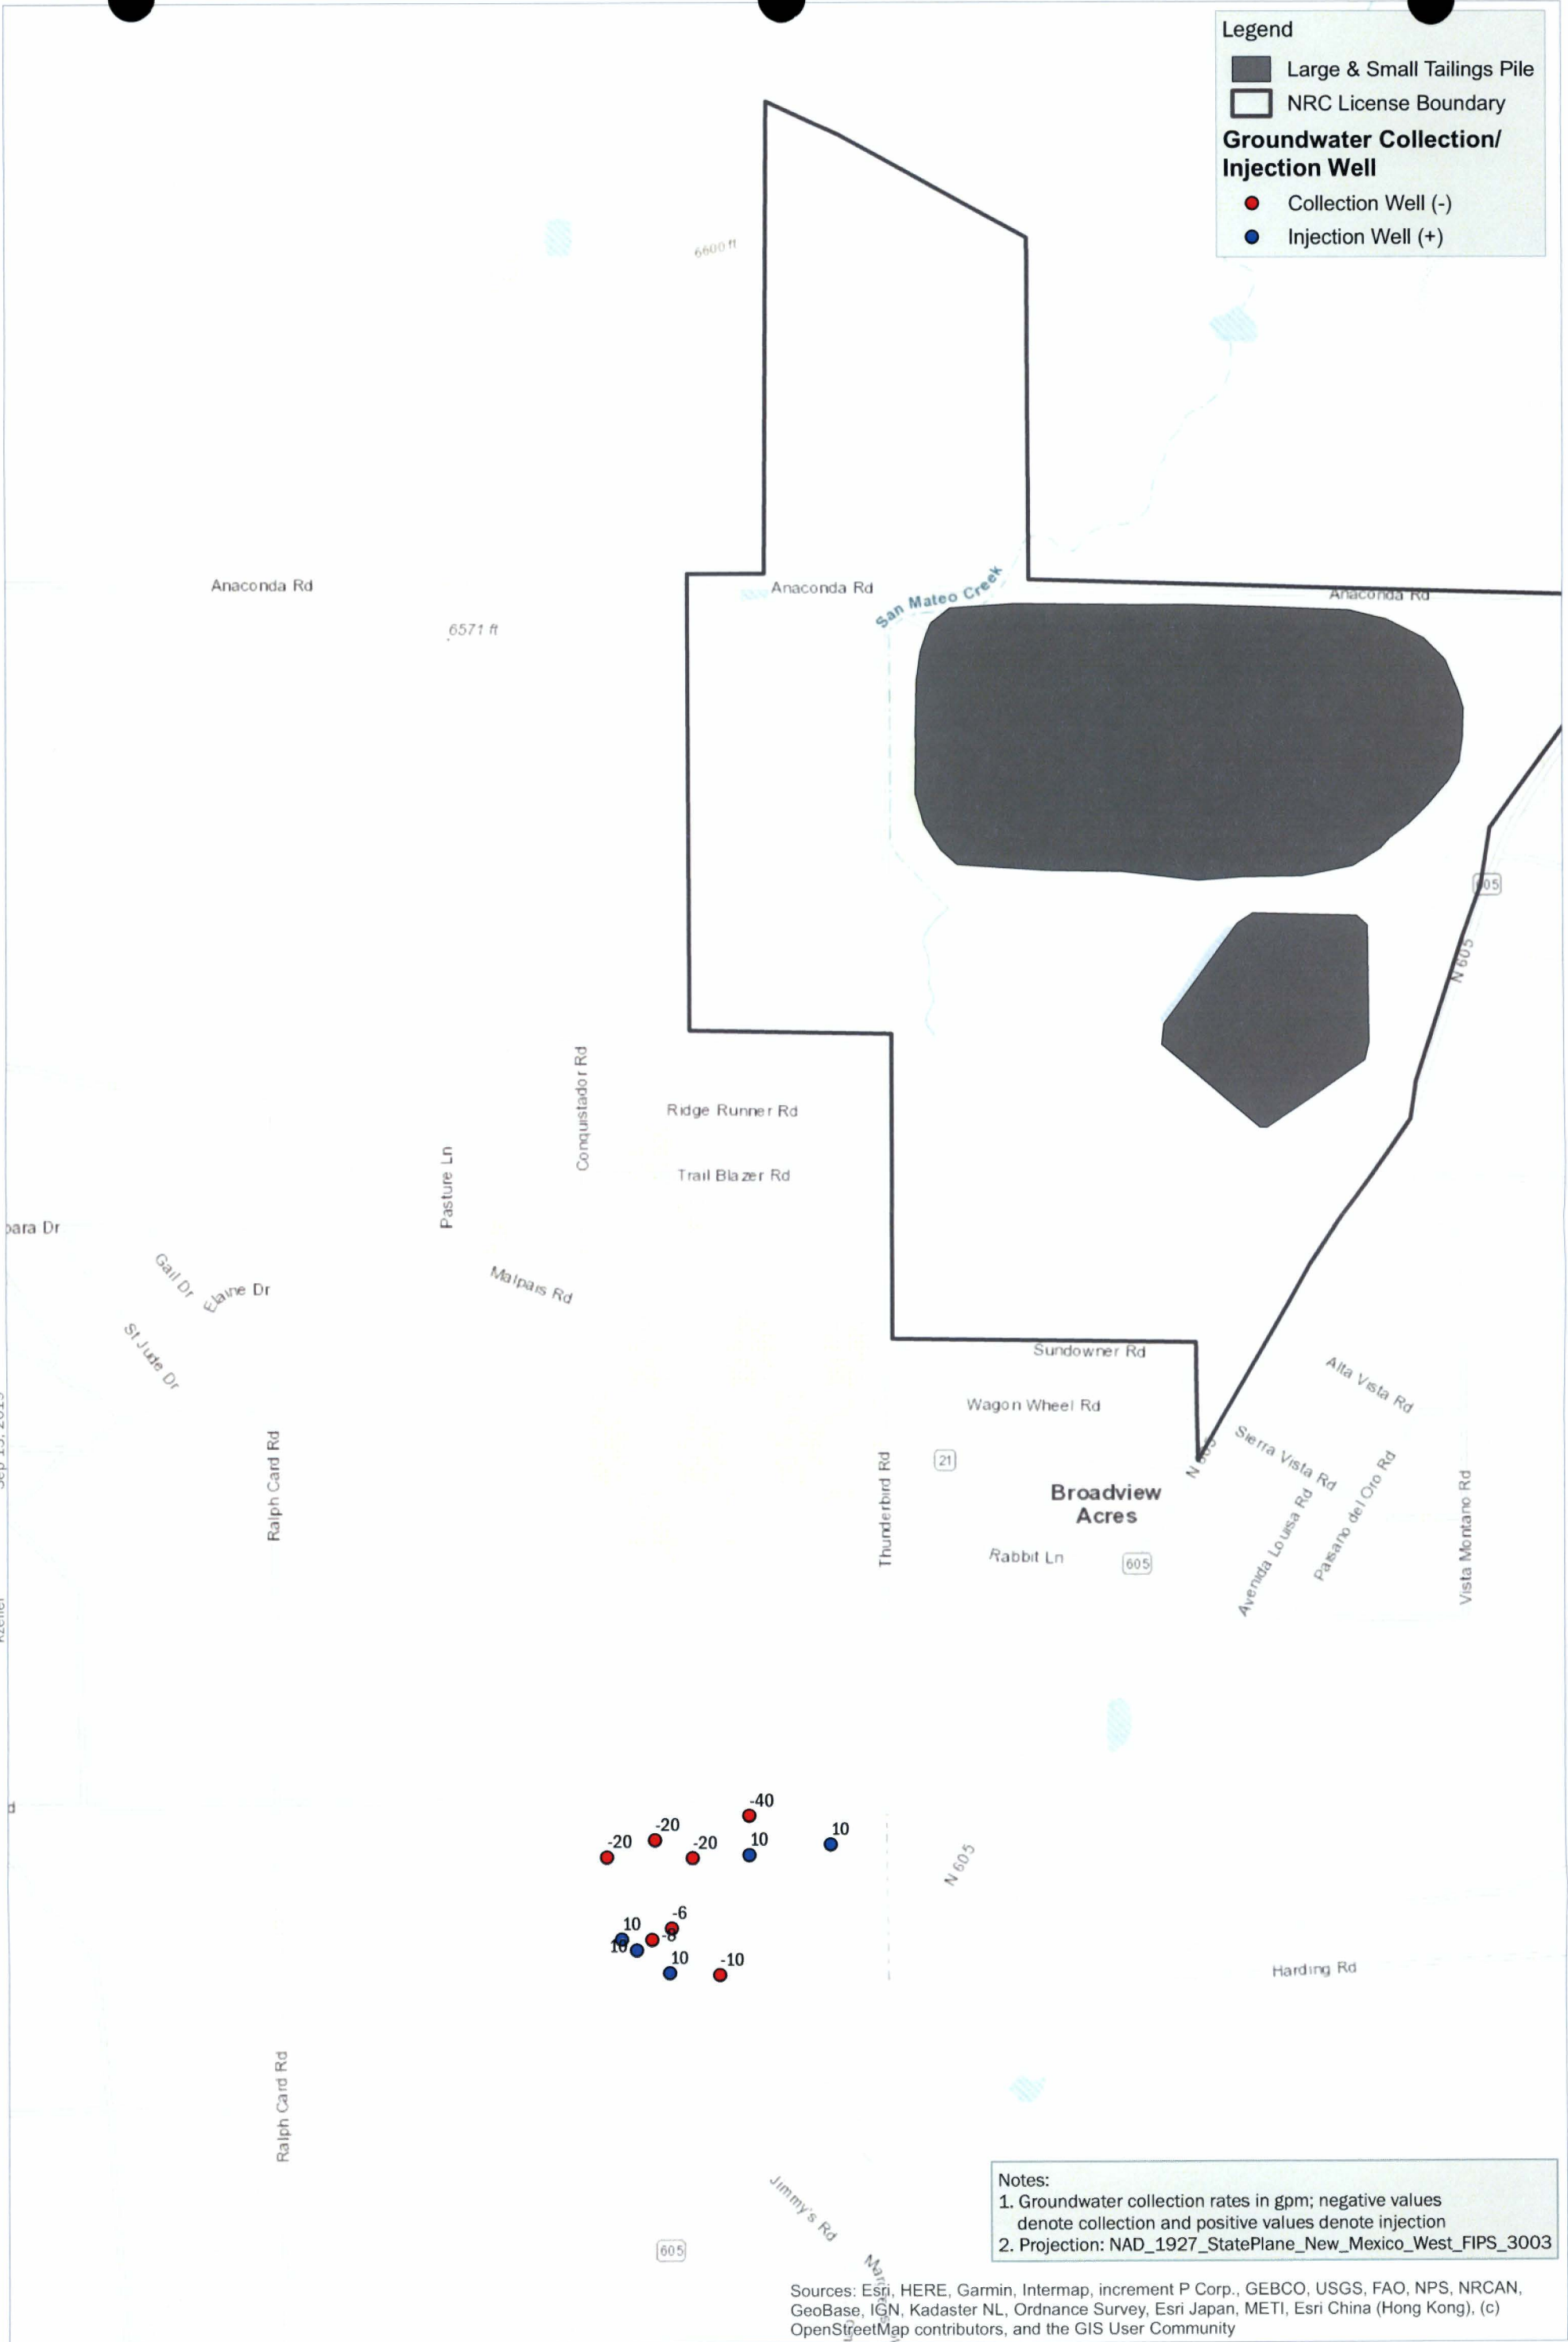 Legend
Large & Small Tailings Pile
NRC License Boundary
Groundwater Collection/
Injection Well
Collection Well (-)
Injection Well (+)
6600 ft
Anaconda Rd
Anaconda Rd
San Mateo Creek
Anaconda Rd
6571 ft
N 605
Conquistador Rd
Ridge Runner Rd
Pasture Ln
Trail Blazer Rd
Gail Dr
Elaine Dr
Malpais Rd
St Jude Dr
Sundowner Rd
Alta Vista Rd
Wagon Wheel Rd
Sierra Vista Rd
Ralph Card Rd
Thunderbird Rd
21
Broadview
Acres
Avenida Louisa Rd
Paisano del Oro Rd
Vista Montano Rd
Rabbit Ln
605
-40
-20
10
10
-20
-20
N 605
-6
10
-8
10
10
-10
Harding Rd
Ralph Card Rd
Jimmy's Rd
605
Notes:
1. Groundwater collection rates in gpm; negative values
denote collection and positive values denote injection
2. Projection: NAD_1927_StatePlane_New_Mexico_West_FIPS_3003
Sources: Esri, HERE, Garmin, Intermap, increment P Corp., GEBCO, USGS, FAO, NPS, NRCAN,
GeoBase, IGN, Kadaster NL, Ordnance Survey, Esri Japan, METI, Esri China (Hong Kong), (c)
OpenStreetMap contributors, and the GIS User Community